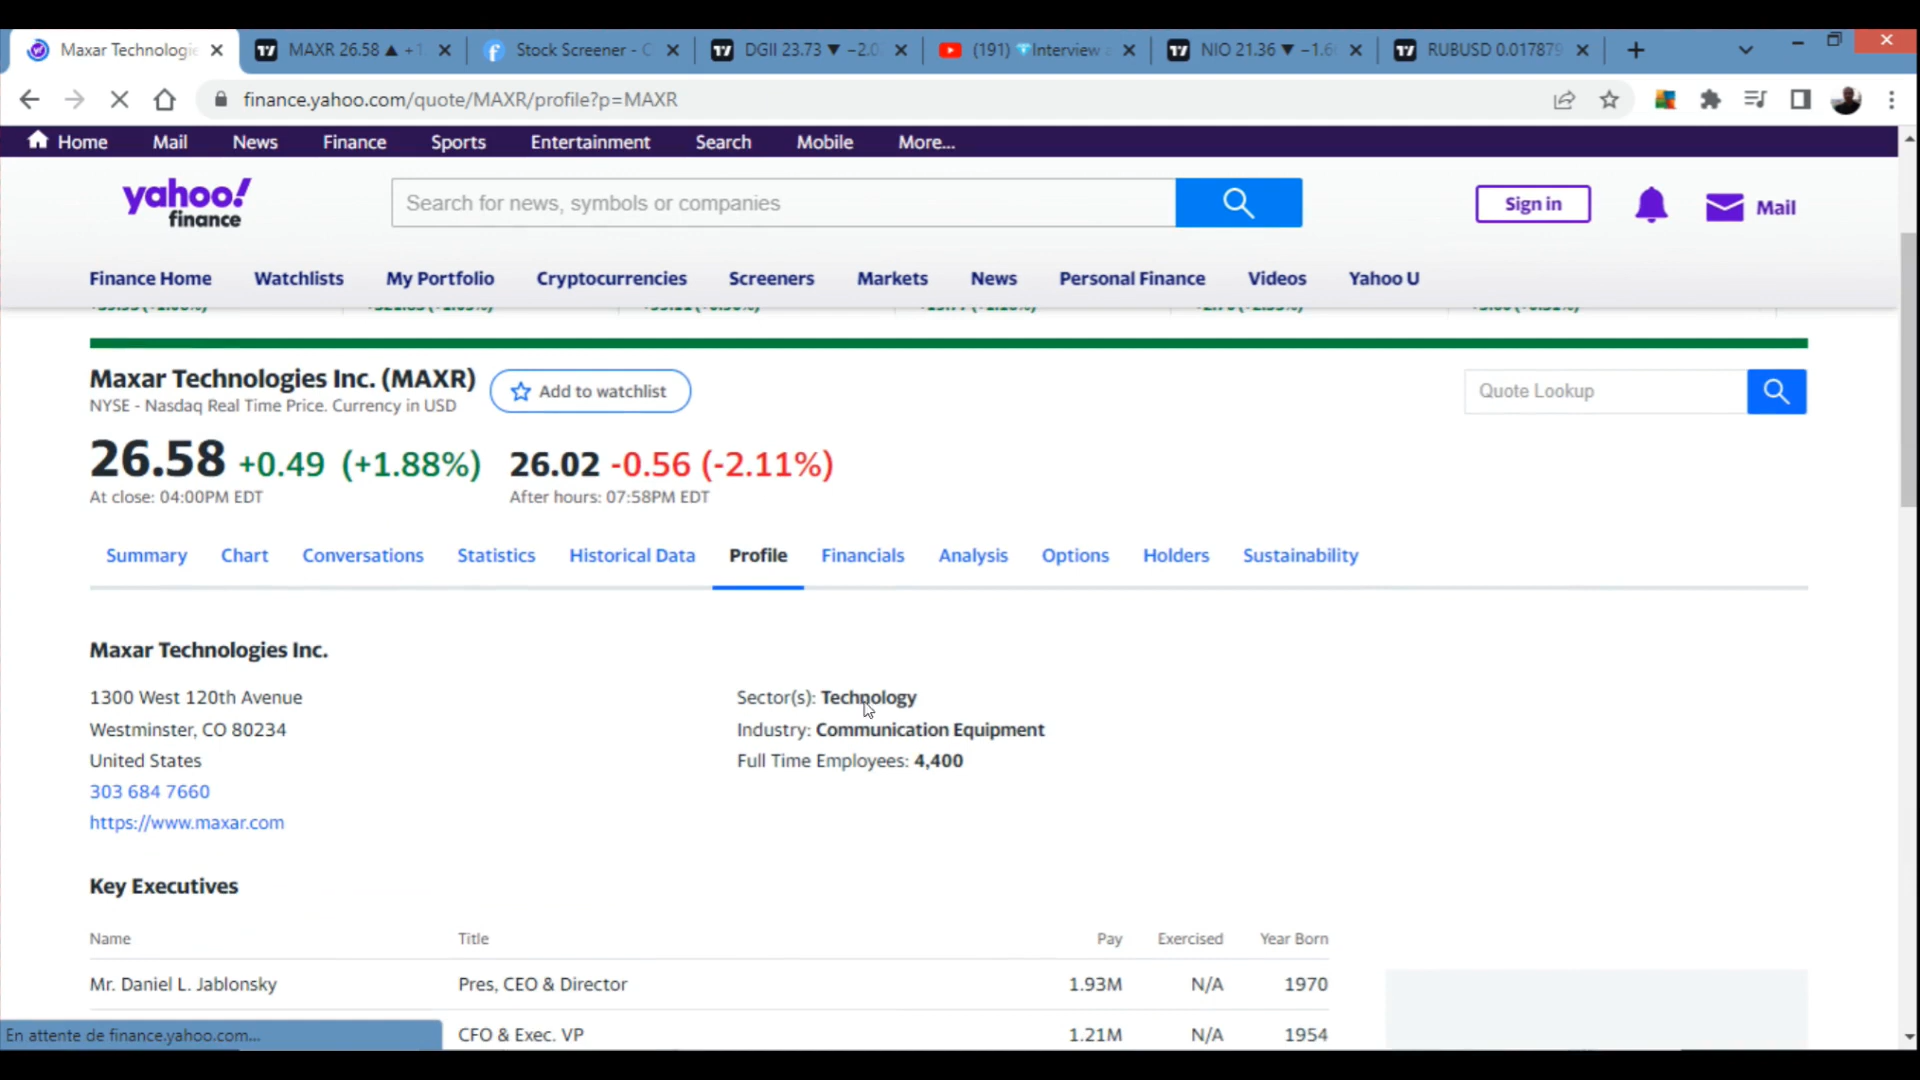 Maxar Technologie
MAXR 26.58 ▲ +1
Stock Screener - C
DGII 23.73 ▼ −2.0
(191) Interview
NIO 21.36 ▼ −1.6
RUBUSD 0.017879
finance.yahoo.com/quote/MAXR/profile?p=MAXR
Home Mail News Finance Sports Entertainment Search Mobile More...
yahoo!
finance
Search for news, symbols or companies
Sign in
Mail
Finance Home Watchlists My Portfolio Cryptocurrencies Screeners Markets News Personal Finance Videos Yahoo U
Maxar Technologies Inc. (MAXR)
Add to watchlist
Quote Lookup
NYSE - Nasdaq Real Time Price. Currency in USD
26.58 +0.49 (+1.88%) 26.02 -0.56 (-2.11%)
At close: 04:00PM EDT After hours: 07:58PM EDT
Summary Chart Conversations Statistics Historical Data Profile Financials Analysis Options Holders Sustainability
Maxar Technologies Inc.
1300 West 120th Avenue
Westminster, CO 80234
United States
303 684 7660
https://www.maxar.com
Sector(s): Technology
Industry: Communication Equipment
Full Time Employees: 4,400
Key Executives
Name Title Pay Exercised Year Born
Mr. Daniel L. Jablonsky Pres, CEO & Director 1.93M N/A 1970
CFO & Exec. VP 1.21M N/A 1954
En attente de finance.yahoo.com...